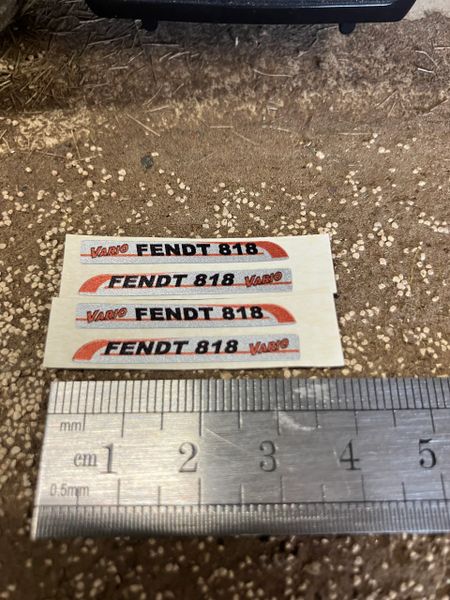 VARIO FENDT 818
FENDT 818 VARIO
VARIO FENDT 818
FENDT 818 VARIO
mm
cm 1 2 3 4 5
0.5mm